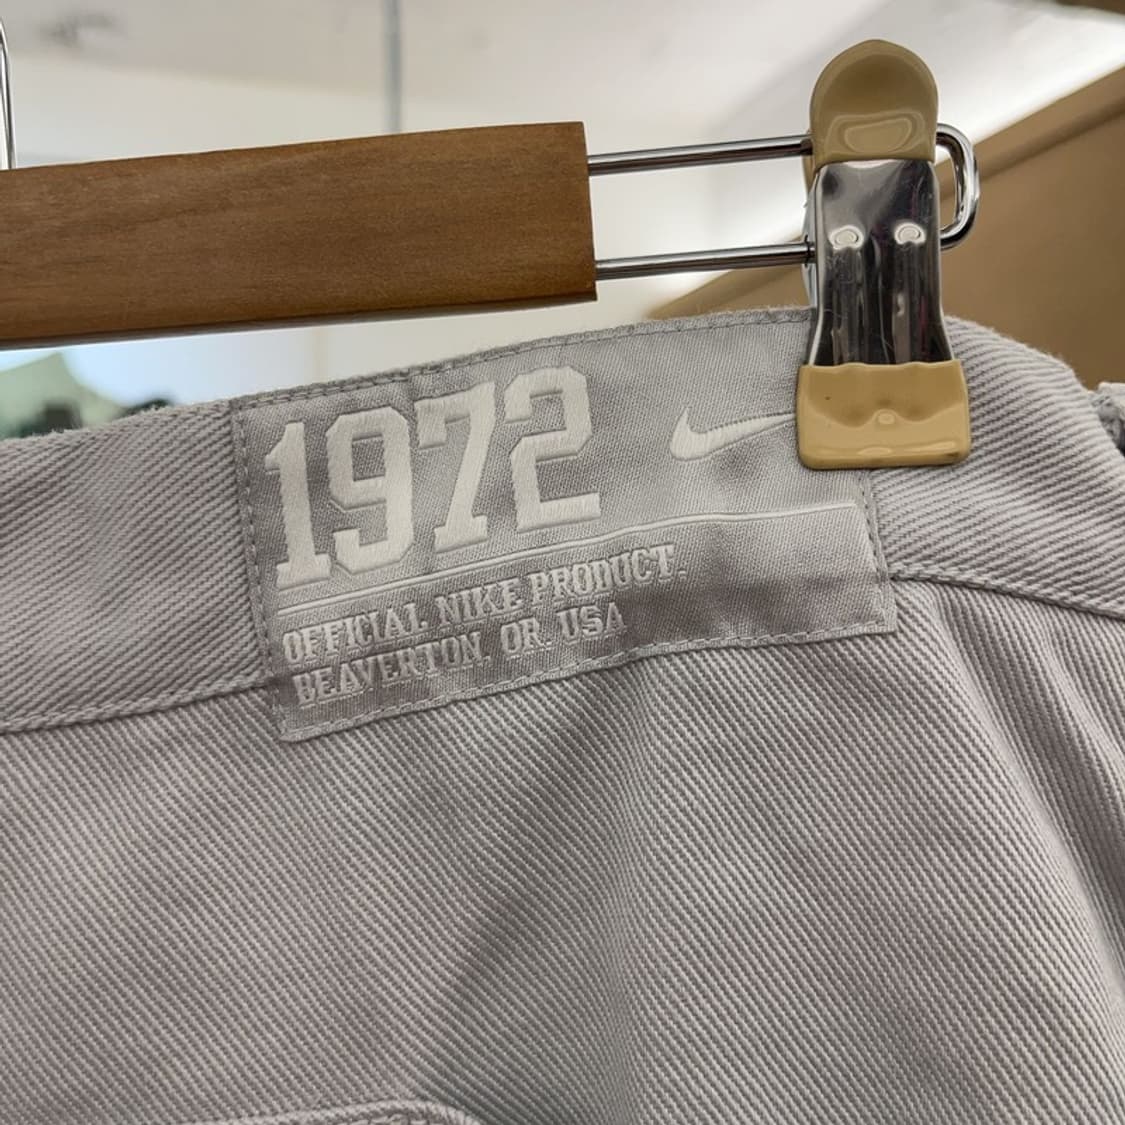 1972
OFFICIAL NIKE PRODUCT.
BEAVERTON, OR. USA